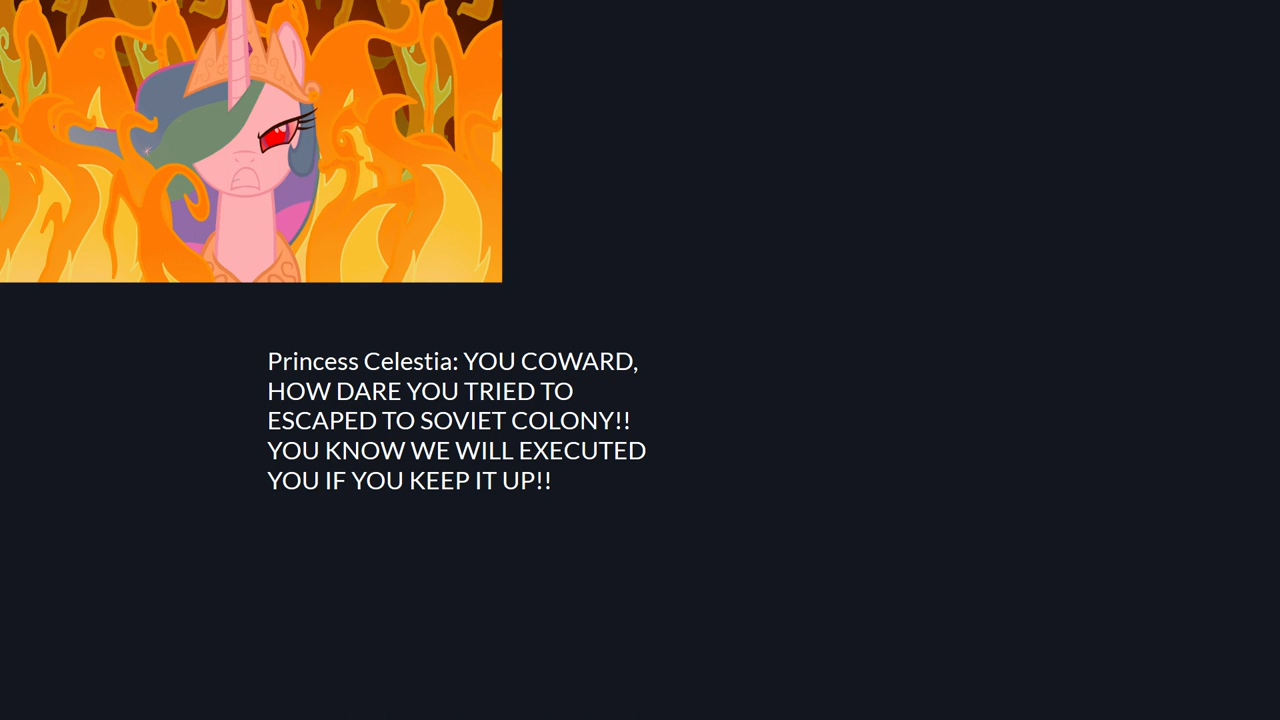 Princess Celestia: YOU COWARD,
HOW DARE YOU TRIED TO
ESCAPED TO SOVIET COLONY!!
YOU KNOW WE WILL EXECUTED
YOU IF YOU KEEP IT UP!!